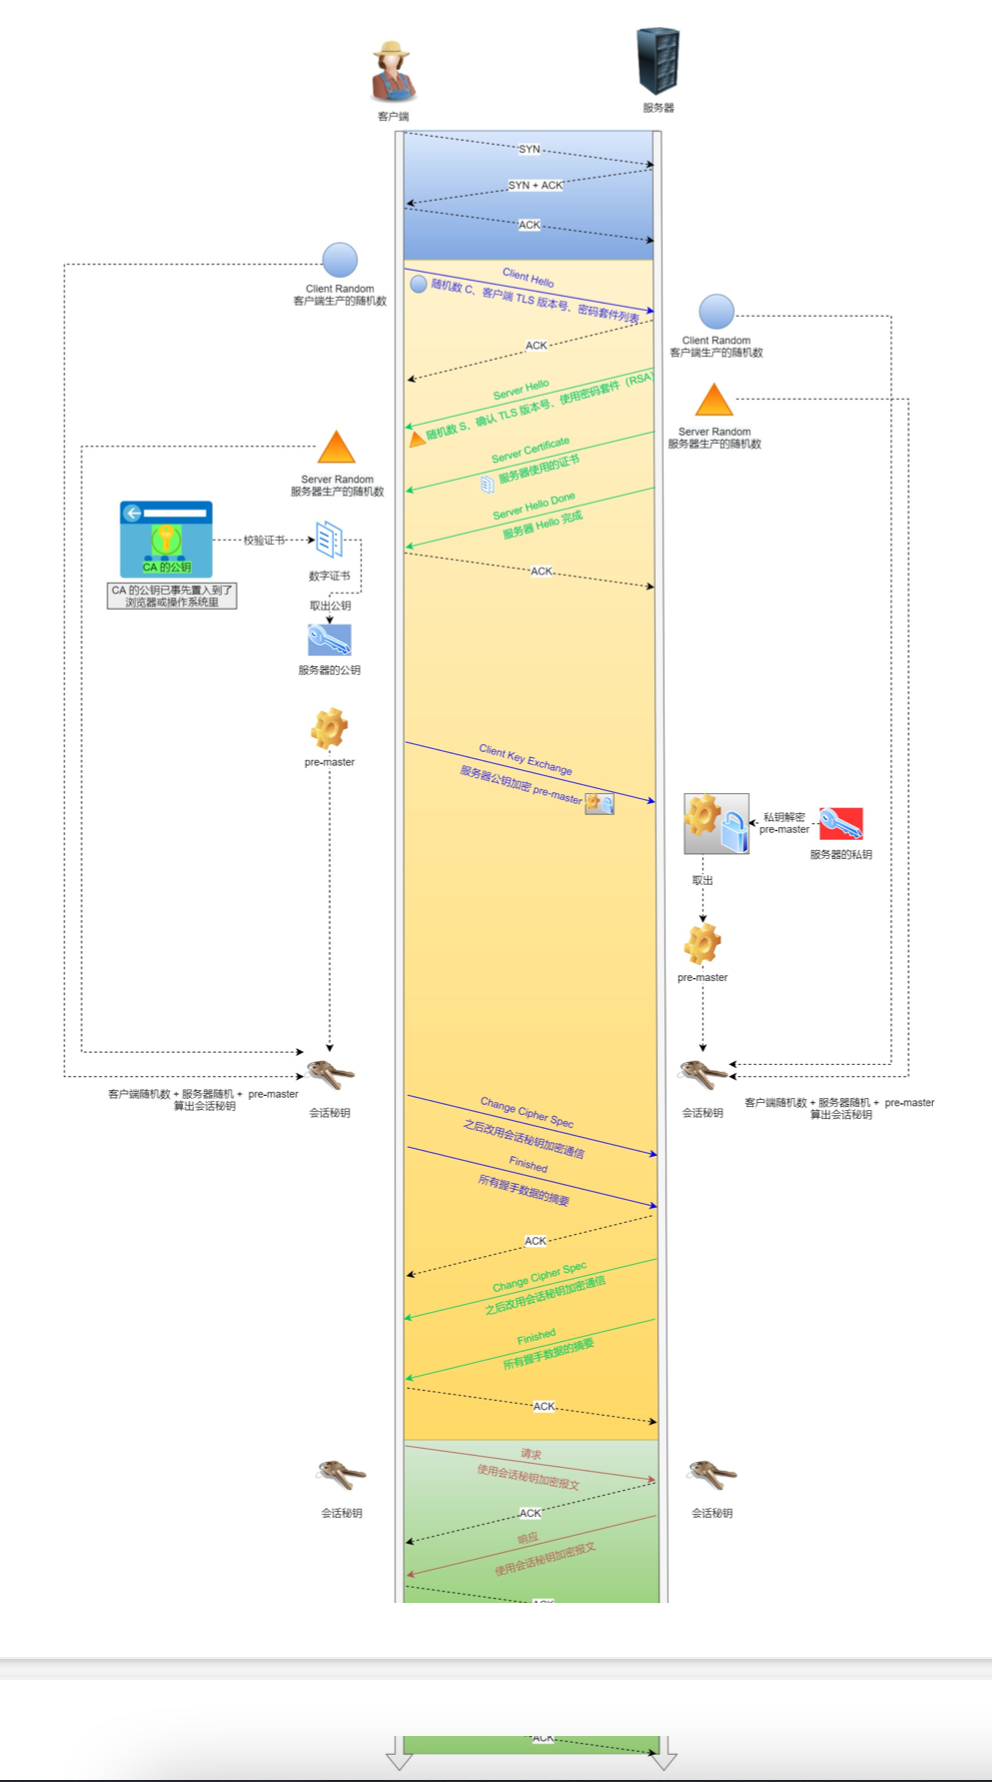 客户端
服务器
SYN
SYN + ACK
ACK
Client Hello
随机数 C、客户端 TLS 版本号、密码套件列表
Client Random
客户端生产的随机数
Client Random
客户端生产的随机数
ACK
Server Hello
随机数 S、确认 TLS 版本号、使用密码套件（RSA）
Server Random
服务器生产的随机数
Server Certificate
服务器使用的证书
Server Random
服务器生产的随机数
Server Hello Done
服务器 Hello 完成
校验证书
CA 的公钥
数字证书
ACK
CA 的公钥已事先置入到了
浏览器或操作系统里
取出公钥
服务器的公钥
pre-master
Client Key Exchange
服务器公钥加密 pre-master
私钥解密
pre-master
服务器的私钥
取出
pre-master
客户端随机数 + 服务器随机 + pre-master
算出会话秘钥
会话秘钥
会话秘钥
客户端随机数 + 服务器随机 + pre-master
算出会话秘钥
Change Cipher Spec
之后改用会话秘钥加密通信
Finished
所有握手数据的摘要
ACK
Change Cipher Spec
之后改用会话秘钥加密通信
Finished
所有握手数据的摘要
ACK
请求
使用会话秘钥加密报文
会话秘钥
会话秘钥
ACK
响应
使用会话秘钥加密报文
ACK
ACK